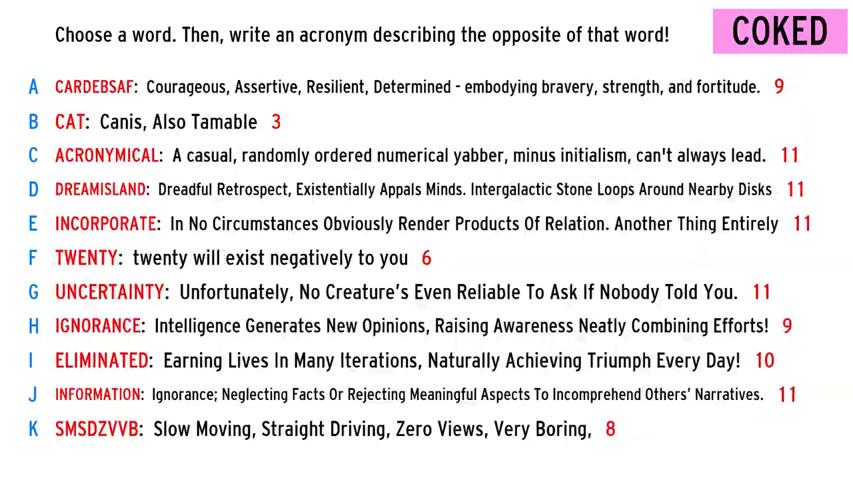 Choose a word. Then, write an acronym describing the opposite of that word!
COKED
A CARDEBSAF: Courageous, Assertive, Resilient, Determined - embodying bravery, strength, and fortitude. 9
B CAT: Canis, Also Tamable 3
C ACRONYMICAL: A casual, randomly ordered numerical yabber, minus initialism, can't always lead. 11
D DREAMISLAND: Dreadful Retrospect, Existentially Appals Minds. Intergalactic Stone Loops Around Nearby Disks 11
E INCORPORATE: In No Circumstances Obviously Render Products Of Relation. Another Thing Entirely 11
F TWENTY: twenty will exist negatively to you 6
G UNCERTAINTY: Unfortunately, No Creature's Even Reliable To Ask If Nobody Told You. 11
H IGNORANCE: Intelligence Generates New Opinions, Raising Awareness Neatly Combining Efforts! 9
I ELIMINATED: Earning Lives In Many Iterations, Naturally Achieving Triumph Every Day! 10
J INFORMATION: Ignorance; Neglecting Facts Or Rejecting Meaningful Aspects To Incomprehend Others' Narratives. 11
K SMSDZVVB: Slow Moving, Straight Driving, Zero Views, Very Boring, 8